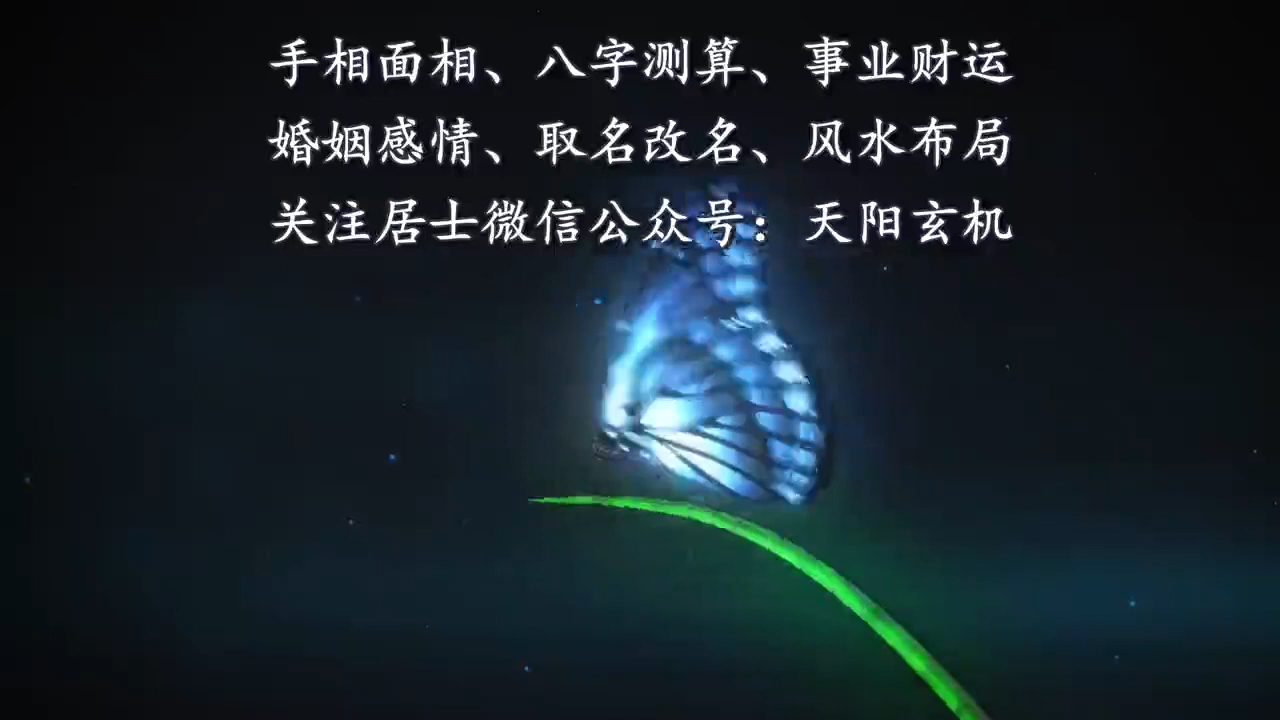 手相面相、八字测算、事业财运
婚姻感情、取名改名、风水布局
关注居士微信公众号：天阳玄机